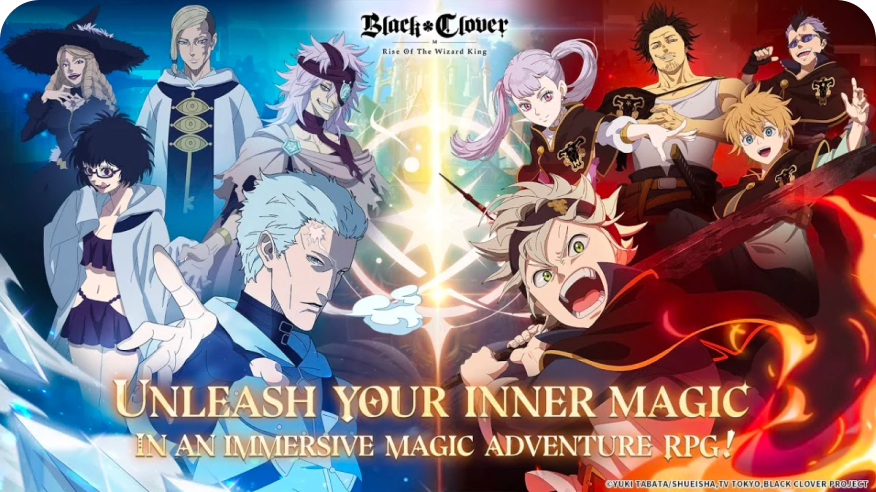 Black✤Clover
M
Rise Of The Wizard King
UNLEASH YOUR INNER MAGIC
IN AN IMMERSIVE MAGIC ADVENTURE RPG!
©YUKI TABATA/SHUEISHA,TV TOKYO,BLACK CLOVER PROJECT